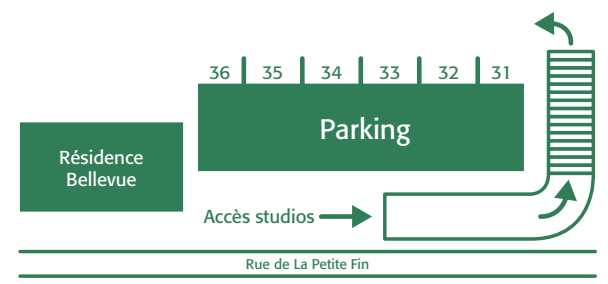 36 35 34 33 32 31
Parking
Résidence
Bellevue
Accès studios
Rue de La Petite Fin